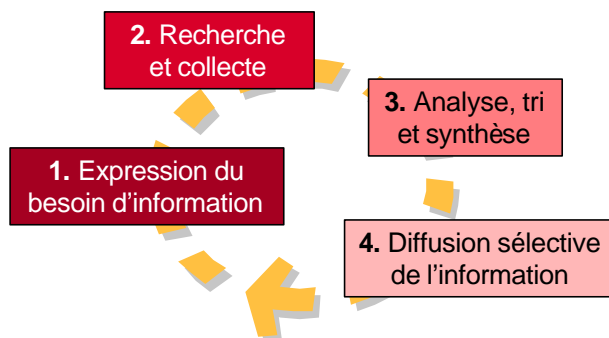 1. Expression du
besoin d'information
2. Recherche
et collecte
3. Analyse, tri
et synthèse
4. Diffusion sélective
de l'information